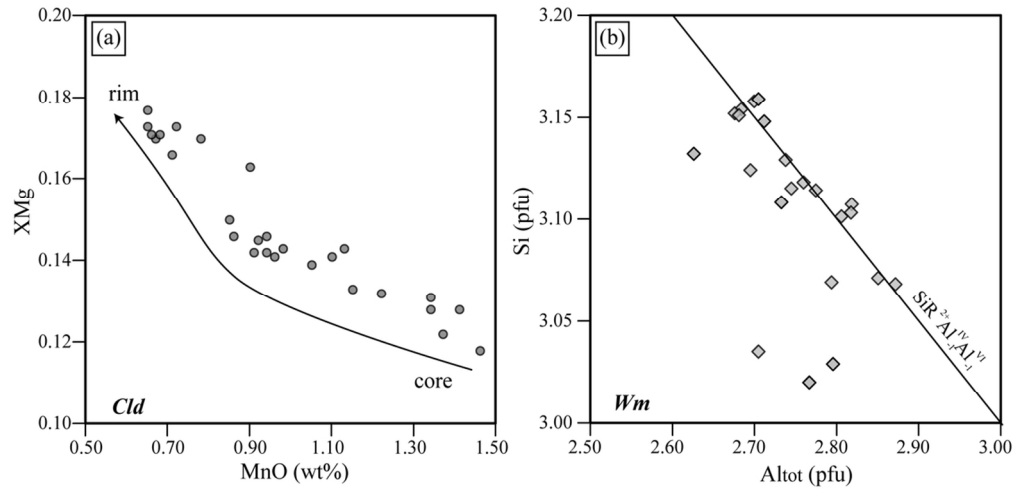 (a)
0.20
0.18
0.16
0.14
0.12
0.10
XMg
rim
core
Cld
0.50
0.70
0.90
1.10
1.30
1.50
MnO (wt%)
(b)
3.20
3.15
3.10
3.05
3.00
Si (pfu)
SiR²⁺Al₋₁ᴵⱽAl₋₁ⱽᴵ
Wm
2.50
2.60
2.70
2.80
2.90
3.00
Altot (pfu)